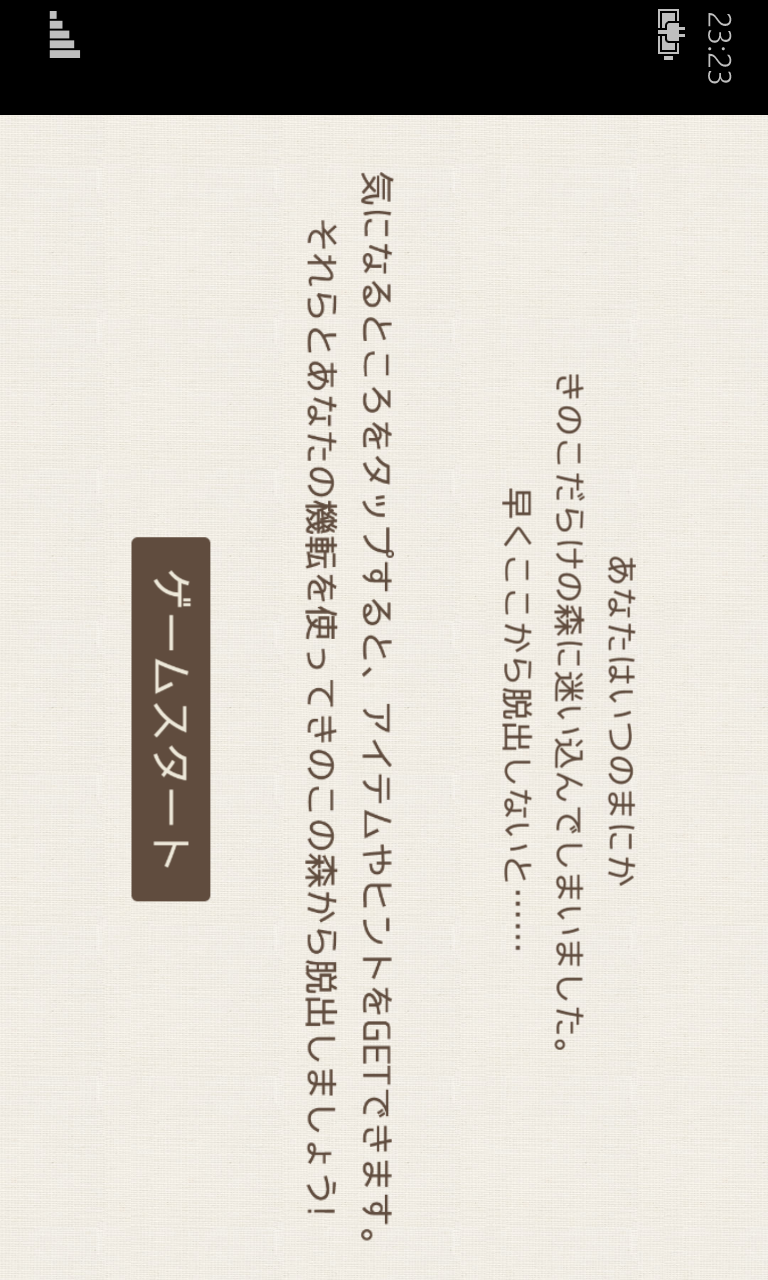 23:23
あなたはいつのまにか
きのこだらけの森に迷い込んでしまいました。
早くここから脱出しないと……
気になるところをタップすると、アイテムやヒントをGETできます。
それらとあなたの機転を使ってきのこの森から脱出しましょう!
ゲームスタート